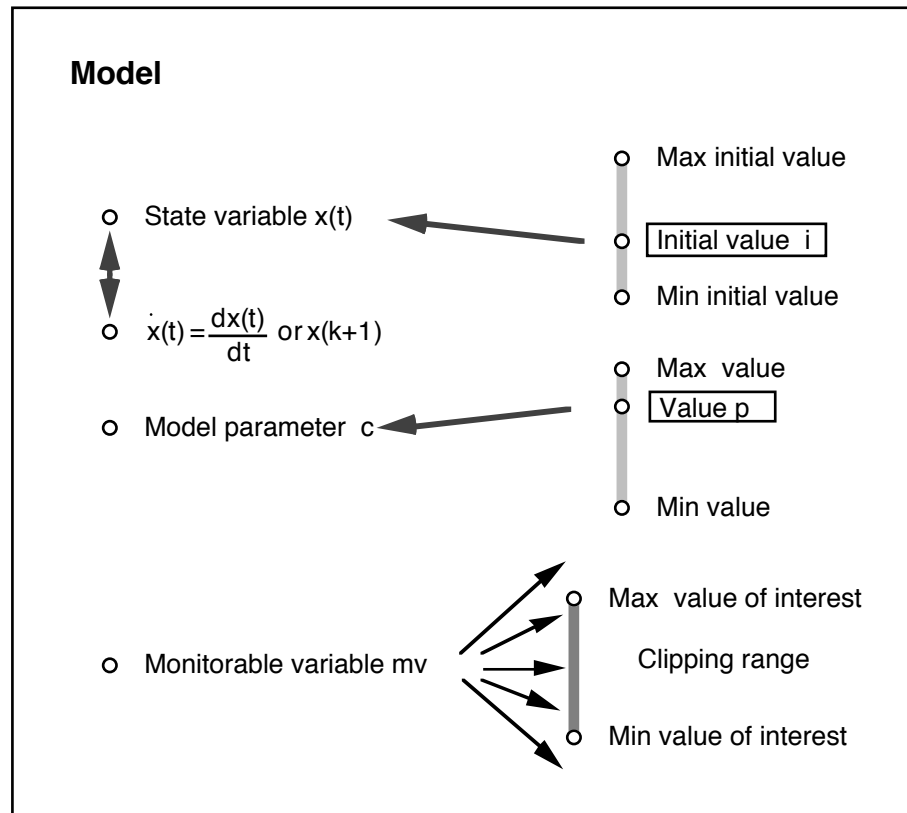 Model
Max initial value
State variable x(t)
Initial value i
Min initial value
ẋ(t) = dx(t)/dt or x(k+1)
Max value
Value p
Model parameter c
Min value
Max value of interest
Monitorable variable mv
Clipping range
Min value of interest